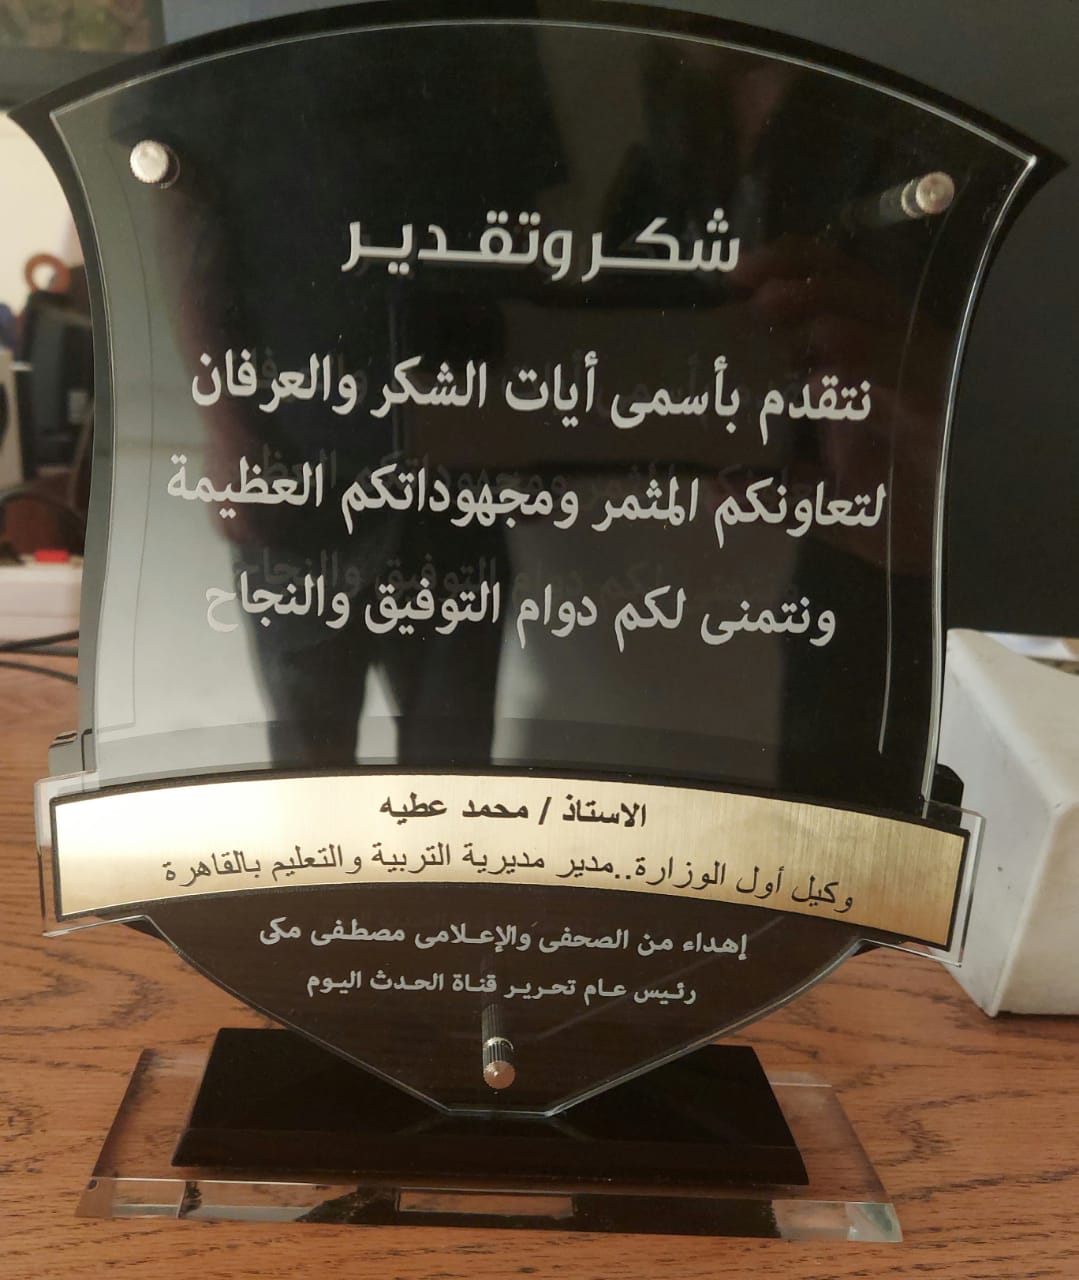 شكر وتقدير
نتقدم بأسمى أيات الشكر والعرفان
لتعاونكم المثمر ومجهوداتكم العظيمة
ونتمنى لكم دوام التوفيق والنجاح
الاستاذ / محمد عطيه
وكيل أول الوزارة..مدير مديرية التربية والتعليم بالقاهرة
إهداء من الصحفى والإعلامى مصطفى مكى
رئيس عام تحرير قناة الحدث اليوم